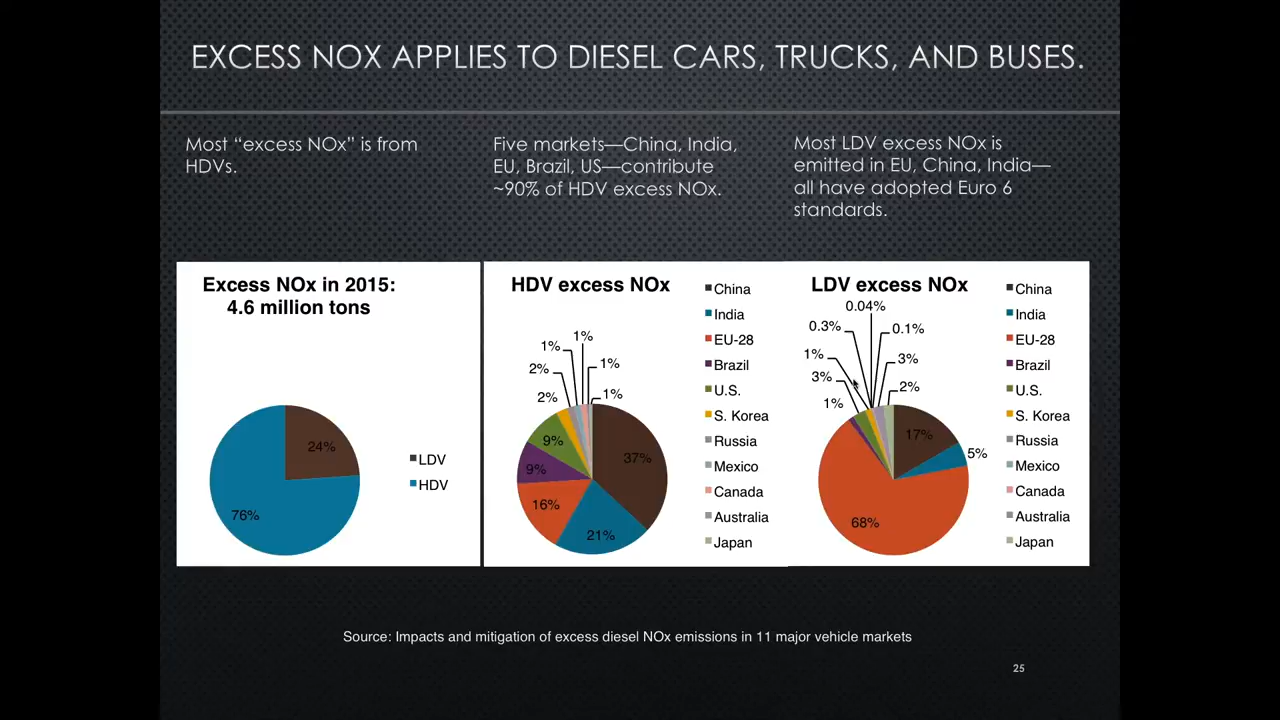 EXCESS NOX APPLIES TO DIESEL CARS, TRUCKS, AND BUSES.
Most “excess NOx” is from
HDVs.
Five markets—China, India,
EU, Brazil, US—contribute
~90% of HDV excess NOx.
Most LDV excess NOx is
emitted in EU, China, India—
all have adopted Euro 6
standards.
Excess NOx in 2015:
4.6 million tons
24%
76%
LDV
HDV
HDV excess NOx
1%
1%
1%
2%
1%
2%
9%
37%
9%
16%
21%
China
India
EU-28
Brazil
U.S.
S. Korea
Russia
Mexico
Canada
Australia
Japan
LDV excess NOx
0.04%
0.3%
0.1%
1%
3%
3%
2%
1%
17%
5%
68%
China
India
EU-28
Brazil
U.S.
S. Korea
Russia
Mexico
Canada
Australia
Japan
Source: Impacts and mitigation of excess diesel NOx emissions in 11 major vehicle markets
25